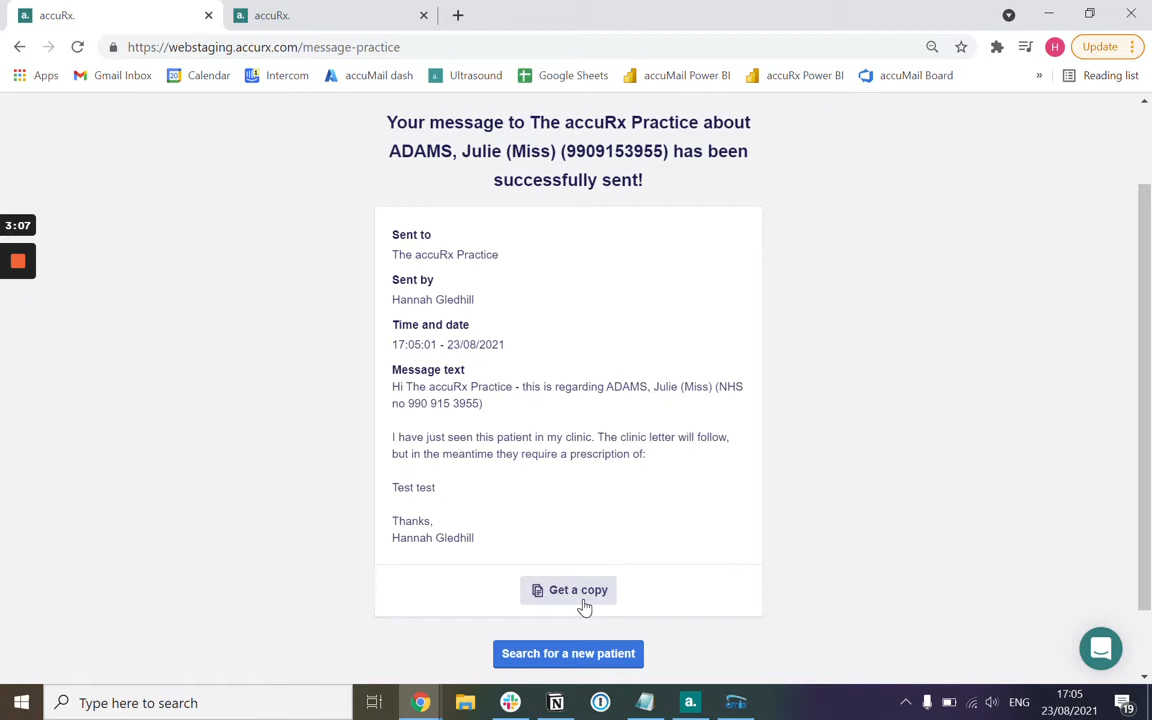 accuRx.
accuRx.
https://webstaging.accurx.com/message-practice
Update
Apps
Gmail Inbox
Calendar
Intercom
accuMail dash
Ultrasound
Google Sheets
accuMail Power BI
accuRx Power BI
accuMail Board
»
Reading list
Your message to The accuRx Practice about
ADAMS, Julie (Miss) (9909153955) has been
successfully sent!
3:07
Sent to
The accuRx Practice
Sent by
Hannah Gledhill
Time and date
17:05:01 - 23/08/2021
Message text
Hi The accuRx Practice - this is regarding ADAMS, Julie (Miss) (NHS
no 990 915 3955)
I have just seen this patient in my clinic. The clinic letter will follow,
but in the meantime they require a prescription of:
Test test
Thanks,
Hannah Gledhill
Get a copy
Search for a new patient
Type here to search
a.
ENG
17:05
23/08/2021
19